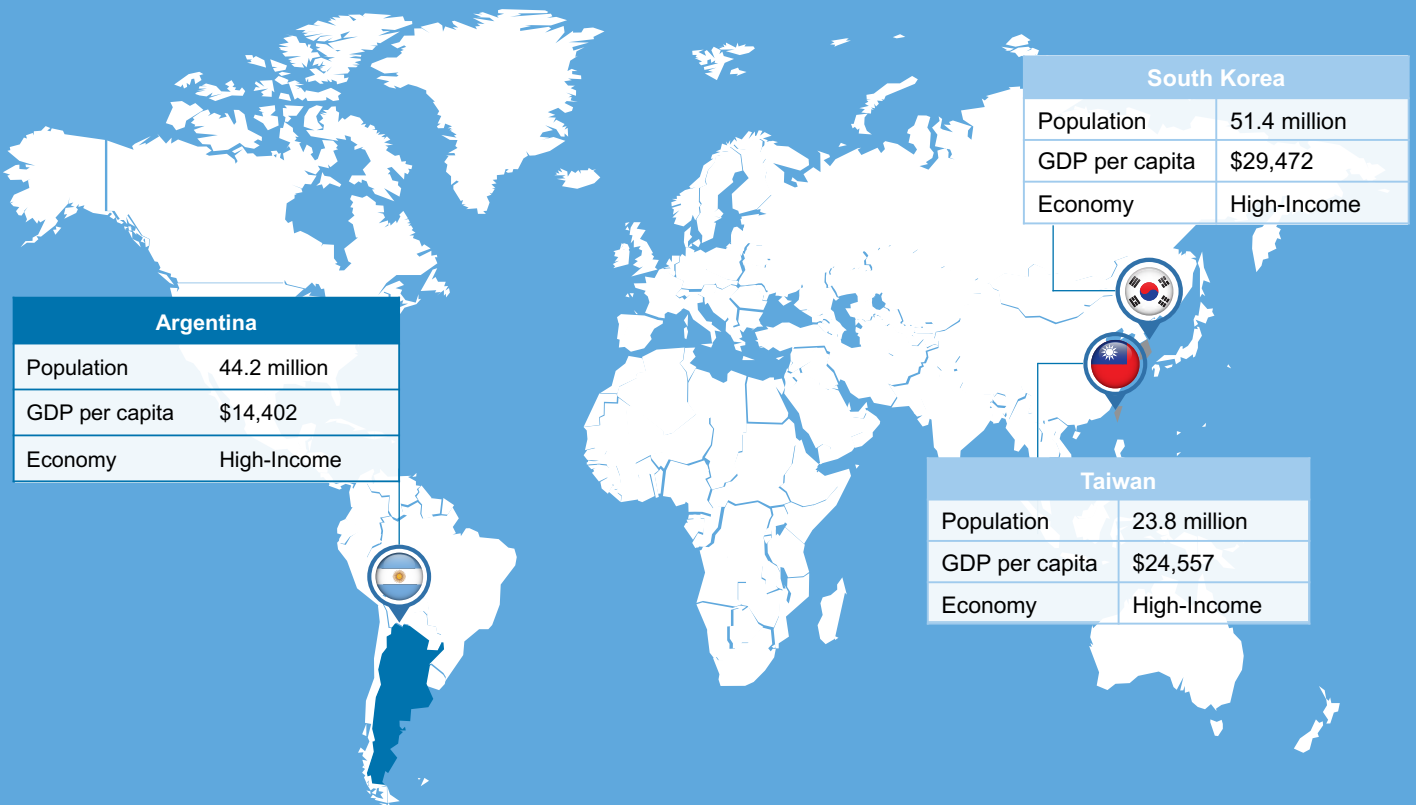 South Korea
Population 51.4 million
GDP per capita $29,472
Economy High-Income
Argentina
Population 44.2 million
GDP per capita $14,402
Economy High-Income
Taiwan
Population 23.8 million
GDP per capita $24,557
Economy High-Income